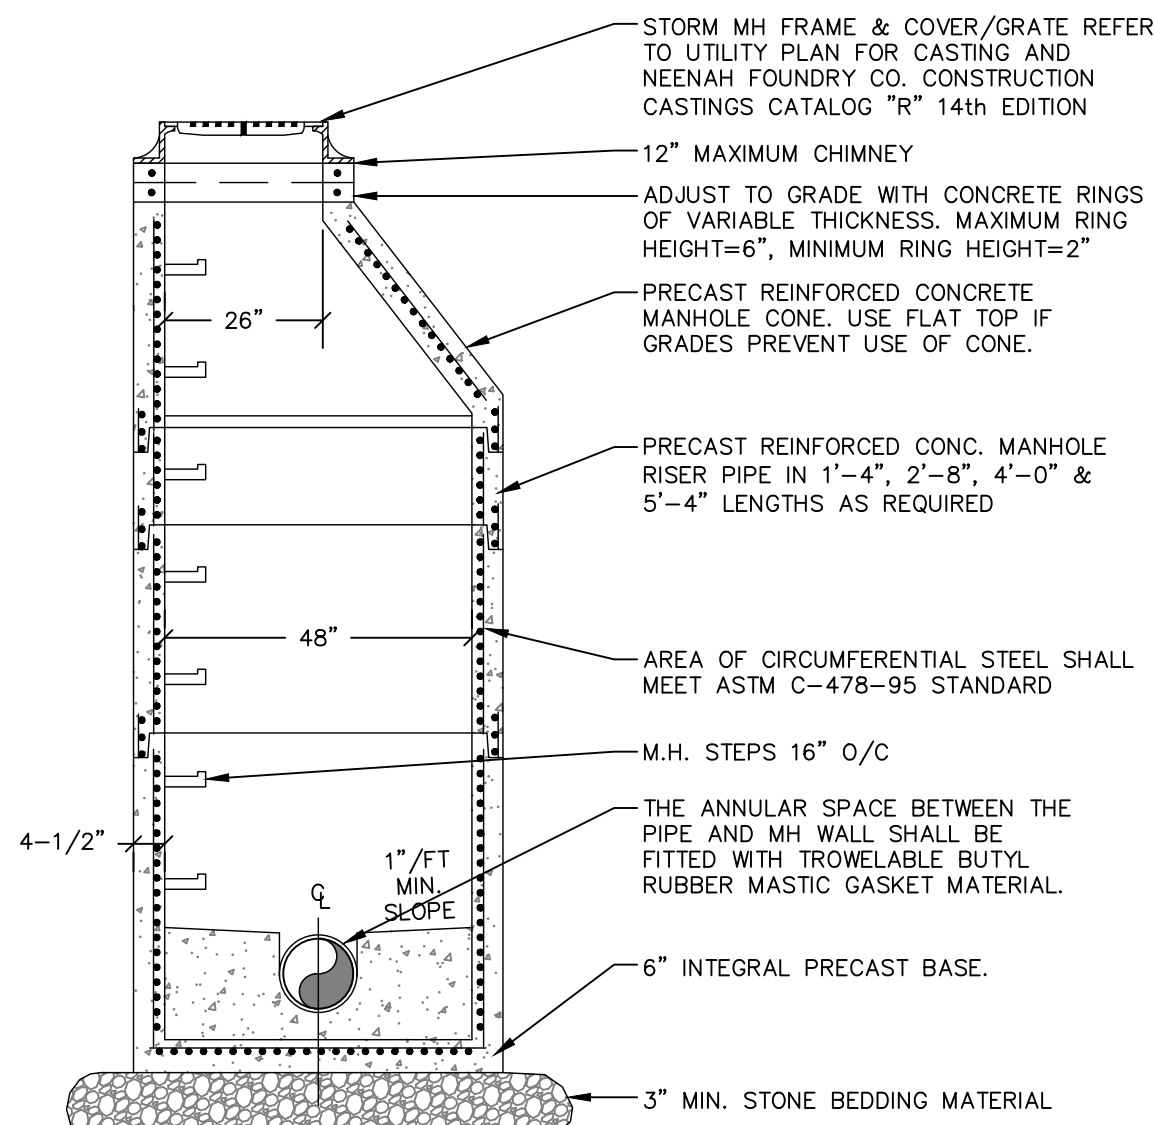 STORM MH FRAME & COVER/GRATE REFER
TO UTILITY PLAN FOR CASTING AND
NEENAH FOUNDRY CO. CONSTRUCTION
CASTINGS CATALOG "R" 14th EDITION
12" MAXIMUM CHIMNEY
ADJUST TO GRADE WITH CONCRETE RINGS
OF VARIABLE THICKNESS. MAXIMUM RING
HEIGHT=6", MINIMUM RING HEIGHT=2"
PRECAST REINFORCED CONCRETE
MANHOLE CONE. USE FLAT TOP IF
GRADES PREVENT USE OF CONE.
26"
PRECAST REINFORCED CONC. MANHOLE
RISER PIPE IN 1'-4", 2'-8", 4'-0" &
5'-4" LENGTHS AS REQUIRED
48"
AREA OF CIRCUMFERENTIAL STEEL SHALL
MEET ASTM C-478-95 STANDARD
M.H. STEPS 16" O/C
THE ANNULAR SPACE BETWEEN THE
PIPE AND MH WALL SHALL BE
FITTED WITH TROWELABLE BUTYL
RUBBER MASTIC GASKET MATERIAL.
4-1/2"
1"/FT
MIN.
SLOPE
℄
6" INTEGRAL PRECAST BASE.
3" MIN. STONE BEDDING MATERIAL